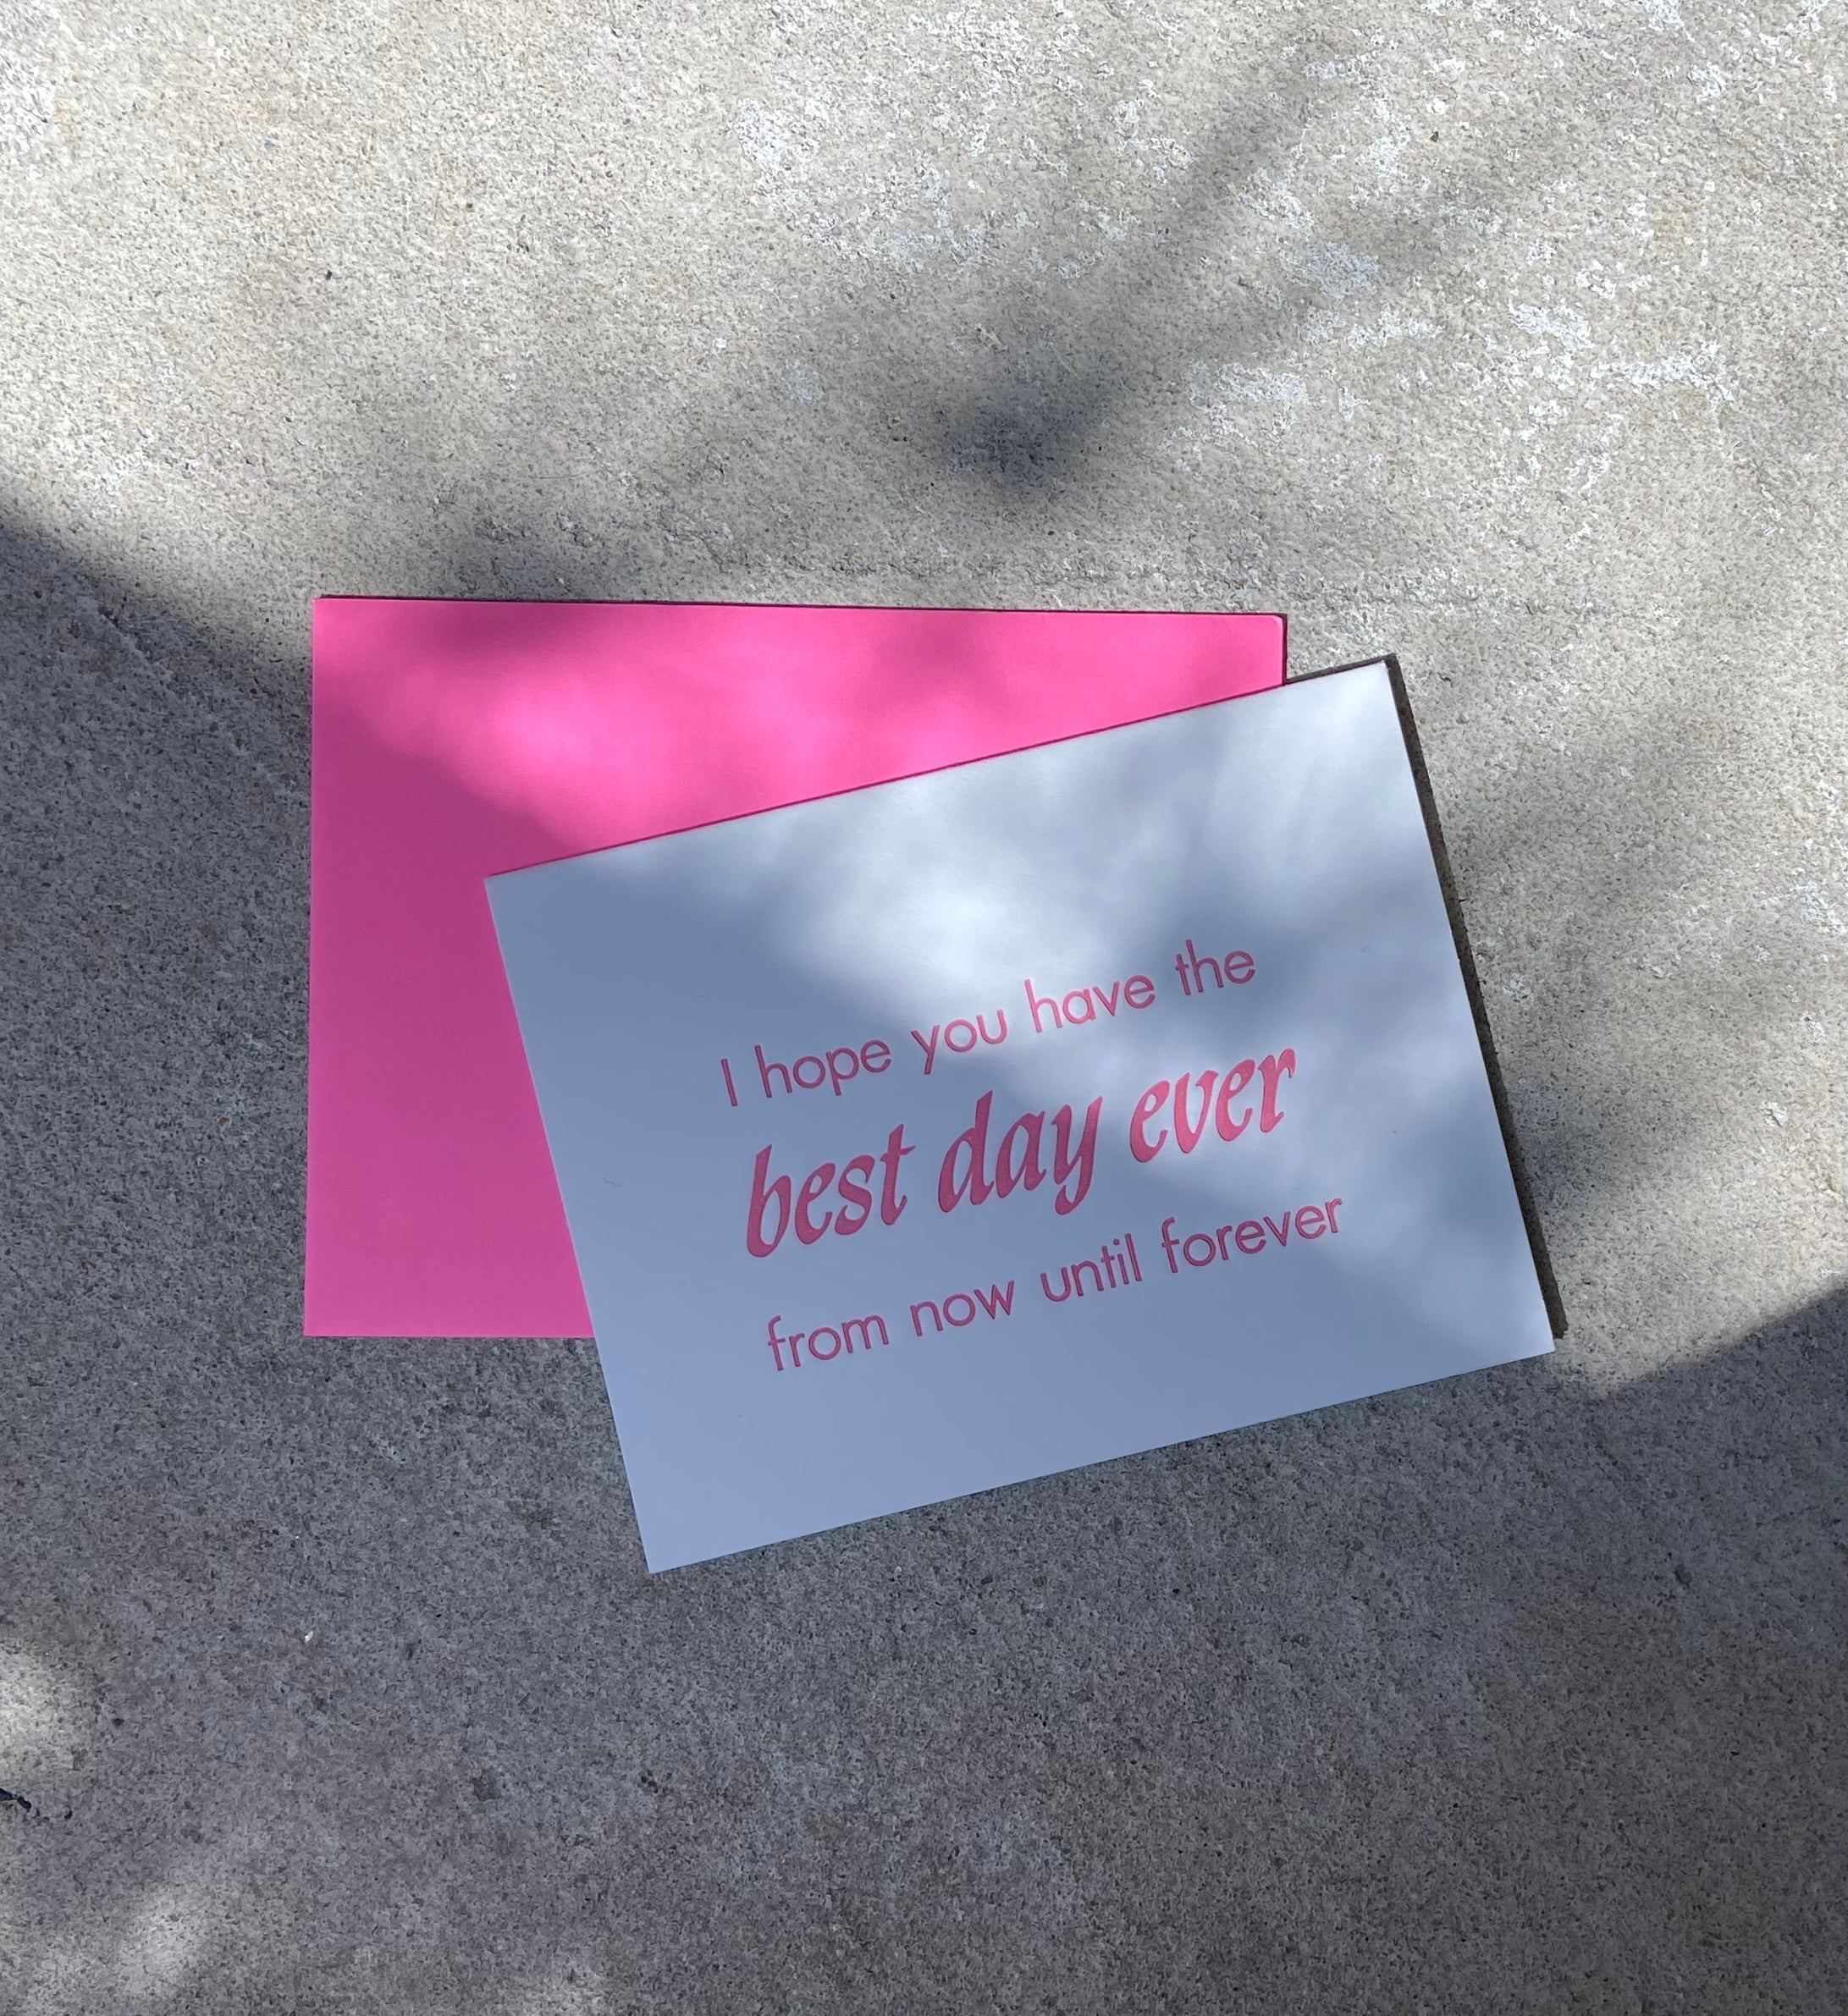 I hope you have the
best day ever
from now until forever